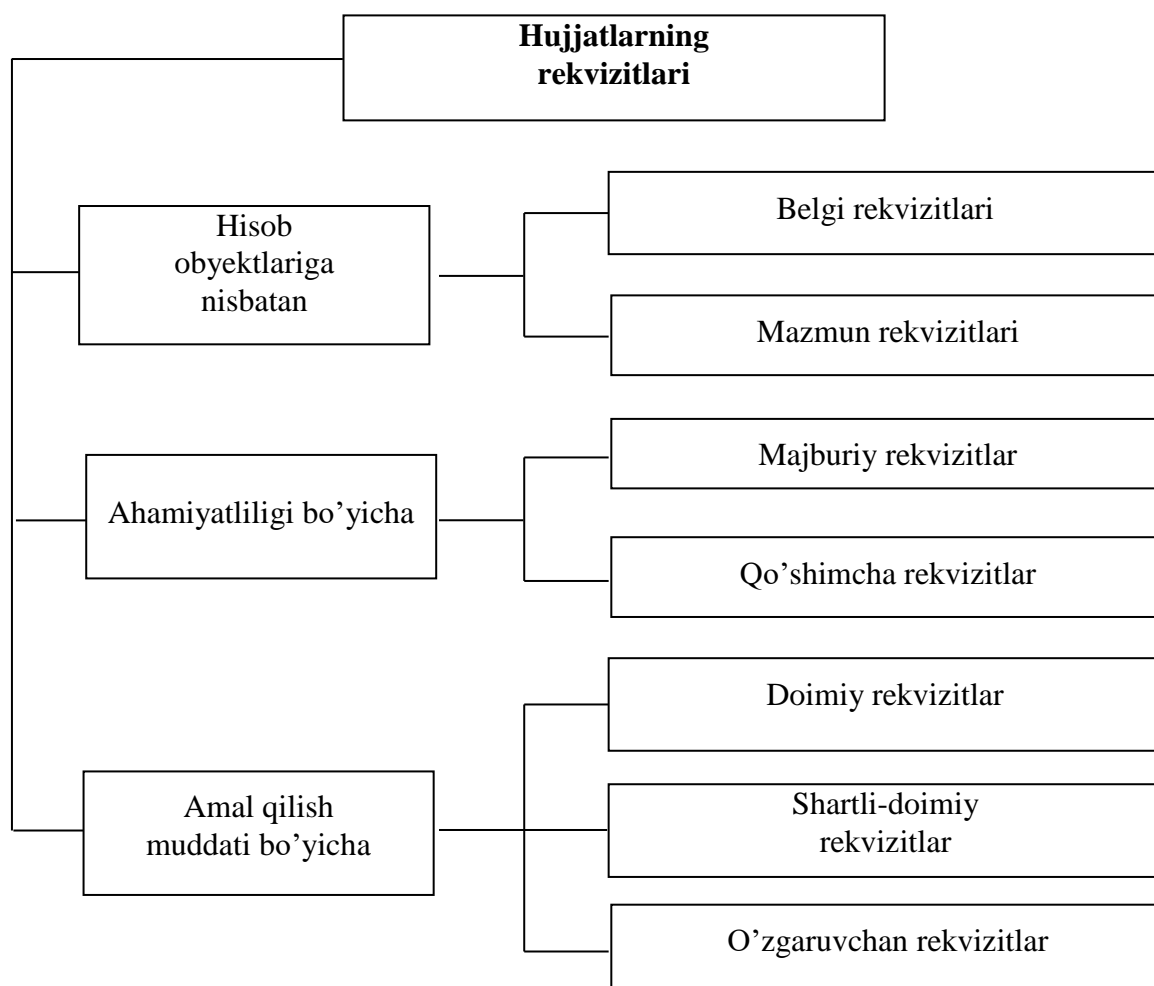 Hujjatlarning
rekvizitlari
Hisob
obyektlariga
nisbatan
Belgi rekvizitlari
Mazmun rekvizitlari
Ahamiyatliligi bo’yicha
Majburiy rekvizitlar
Qo’shimcha rekvizitlar
Amal qilish
muddati bo’yicha
Doimiy rekvizitlar
Shartli-doimiy
rekvizitlar
O’zgaruvchan rekvizitlar